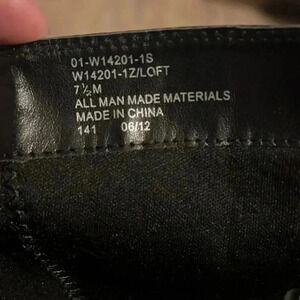 01-W14201-1S
W14201-1Z/LOFT
7 ½ M
ALL MAN MADE MATERIALS
MADE IN CHINA
141 06/12